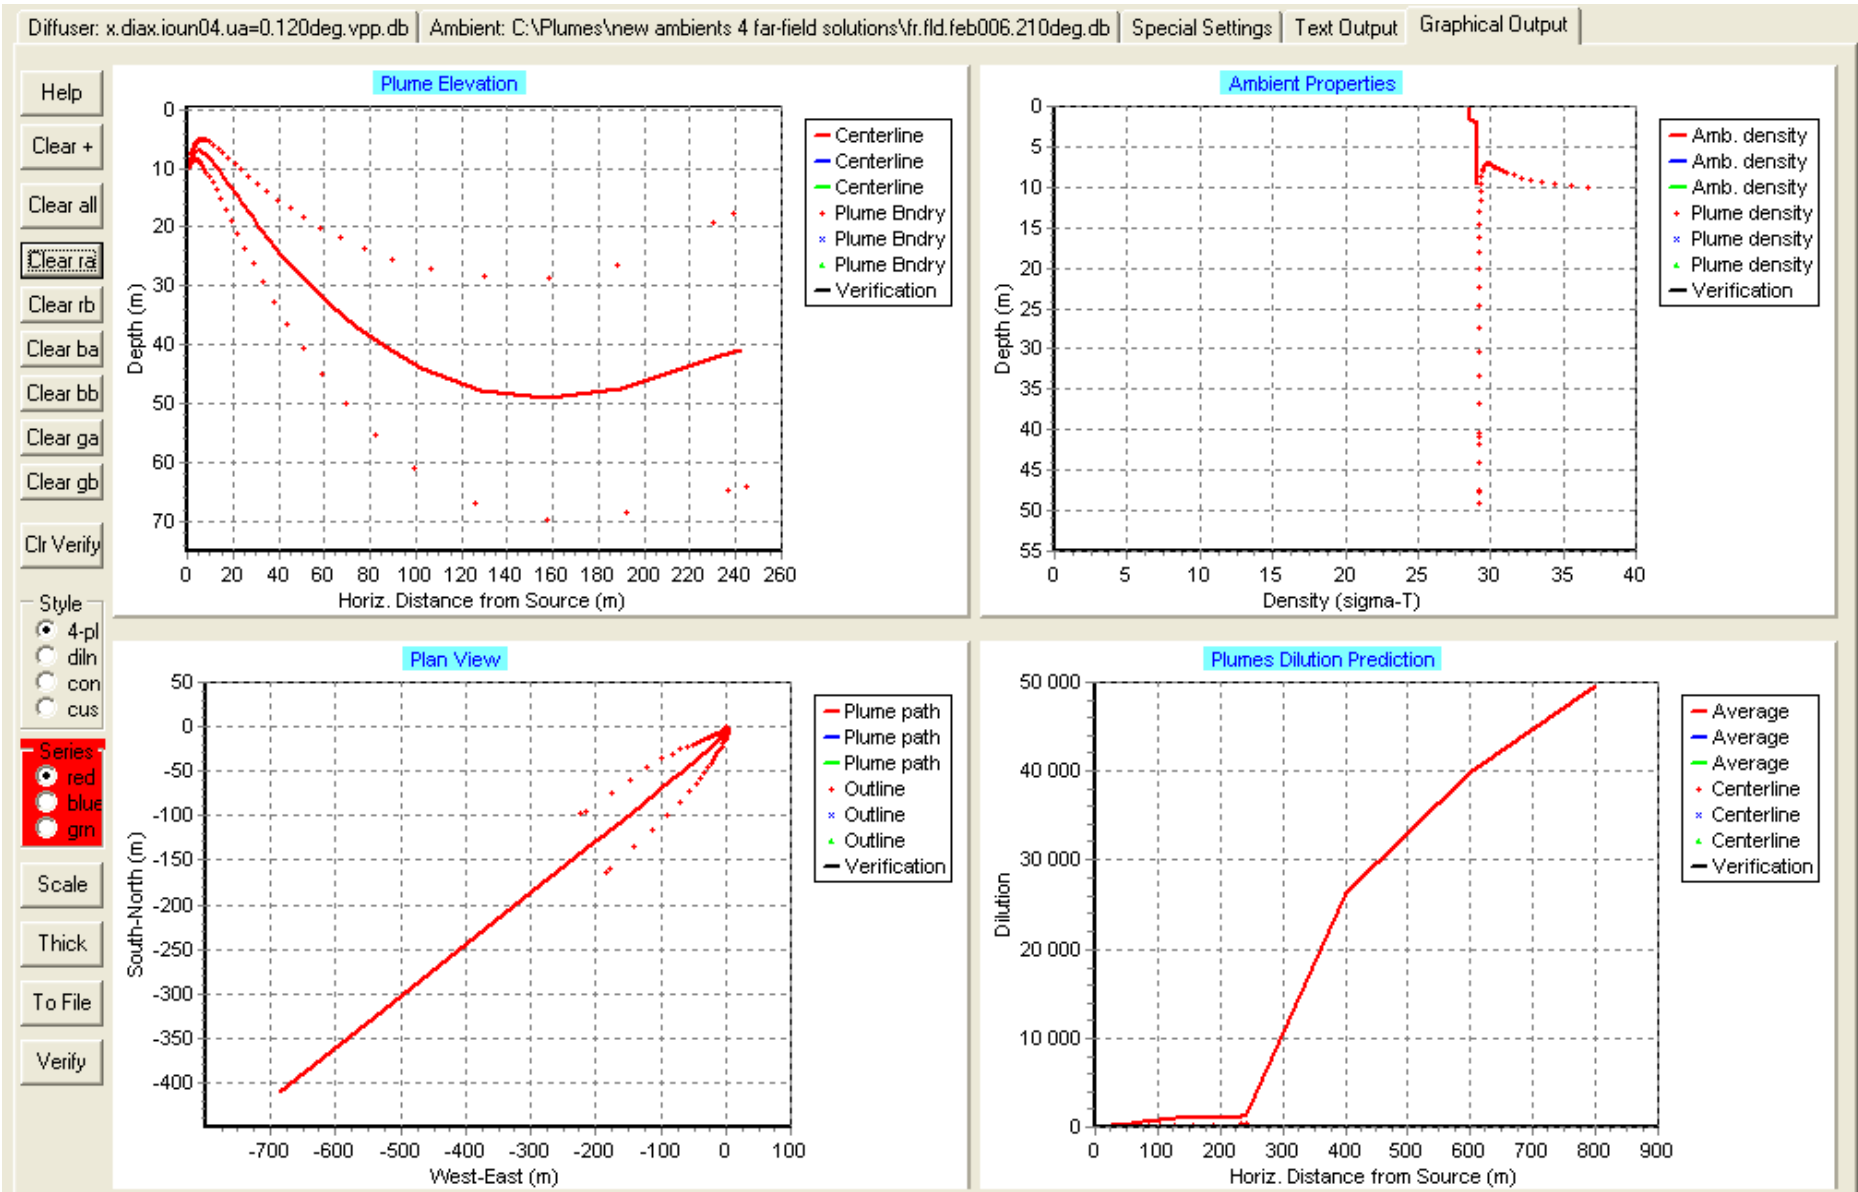 Diffuser: x.diax.ioun04.ua=0.120deg.vpp.db
Ambient: C:\Plumes\new ambients 4 far-field solutions\fr.fld.feb006.210deg.db
Special Settings
Text Output
Graphical Output
Help
Clear +
Clear all
Clear ra
Clear rb
Clear ba
Clear bb
Clear ga
Clear gb
Clr Verify
Style
4-pl
diln
con
cus
Series
red
blue
grn
Scale
Thick
To File
Verify
Plume Elevation
0
10
20
30
40
50
60
70
Depth (m)
0 20 40 60 80 100 120 140 160 180 200 220 240 260
Horiz. Distance from Source (m)
Centerline
Centerline
Centerline
Plume Bndry
Plume Bndry
Plume Bndry
Verification
Ambient Properties
0
5
10
15
20
25
30
35
40
45
50
55
Depth (m)
0 5 10 15 20 25 30 35 40
Density (sigma-T)
Amb. density
Amb. density
Amb. density
Plume density
Plume density
Plume density
Verification
Plan View
50
0
-50
-100
-150
-200
-250
-300
-350
-400
South-North (m)
-700 -600 -500 -400 -300 -200 -100 0 100
West-East (m)
Plume path
Plume path
Plume path
Outline
Outline
Outline
Verification
Plumes Dilution Prediction
50 000
40 000
30 000
20 000
10 000
0
Dilution
0 100 200 300 400 500 600 700 800 900
Horiz. Distance from Source (m)
Average
Average
Average
Centerline
Centerline
Centerline
Verification